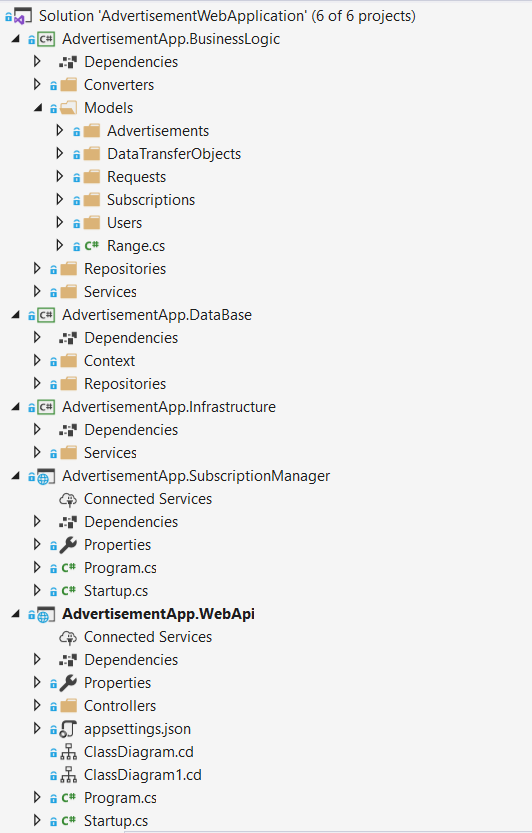 Solution 'AdvertisementWebApplication' (6 of 6 projects)
C# AdvertisementApp.BusinessLogic
Dependencies
Converters
Models
Advertisements
DataTransferObjects
Requests
Subscriptions
Users
C# Range.cs
Repositories
Services
C# AdvertisementApp.DataBase
Dependencies
Context
Repositories
C# AdvertisementApp.Infrastructure
Dependencies
Services
AdvertisementApp.SubscriptionManager
Connected Services
Dependencies
Properties
C# Program.cs
C# Startup.cs
AdvertisementApp.WebApi
Connected Services
Dependencies
Properties
Controllers
appsettings.json
ClassDiagram.cd
ClassDiagram1.cd
C# Program.cs
C# Startup.cs